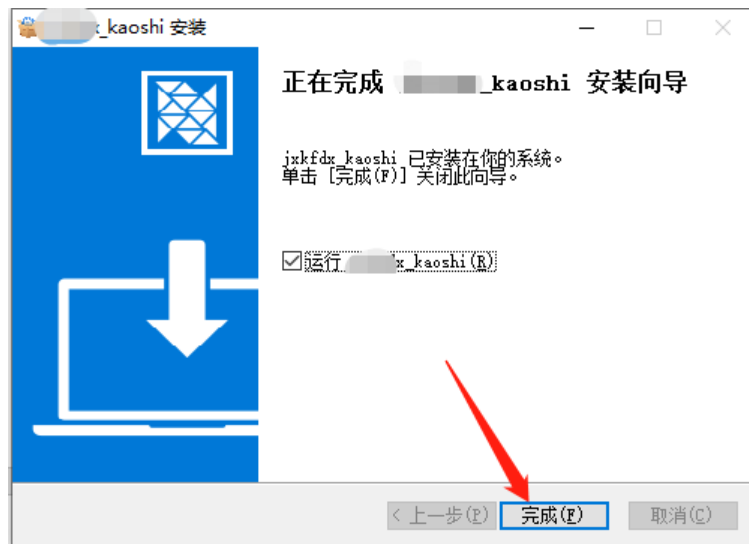 _kaoshi 安装
正在完成 _kaoshi 安装向导
jxkfdx_kaoshi 已安装在你的系统。
单击 [完成(F)] 关闭此向导。
运行 x_kaoshi(R)
< 上一步(P)
完成(F)
取消(C)